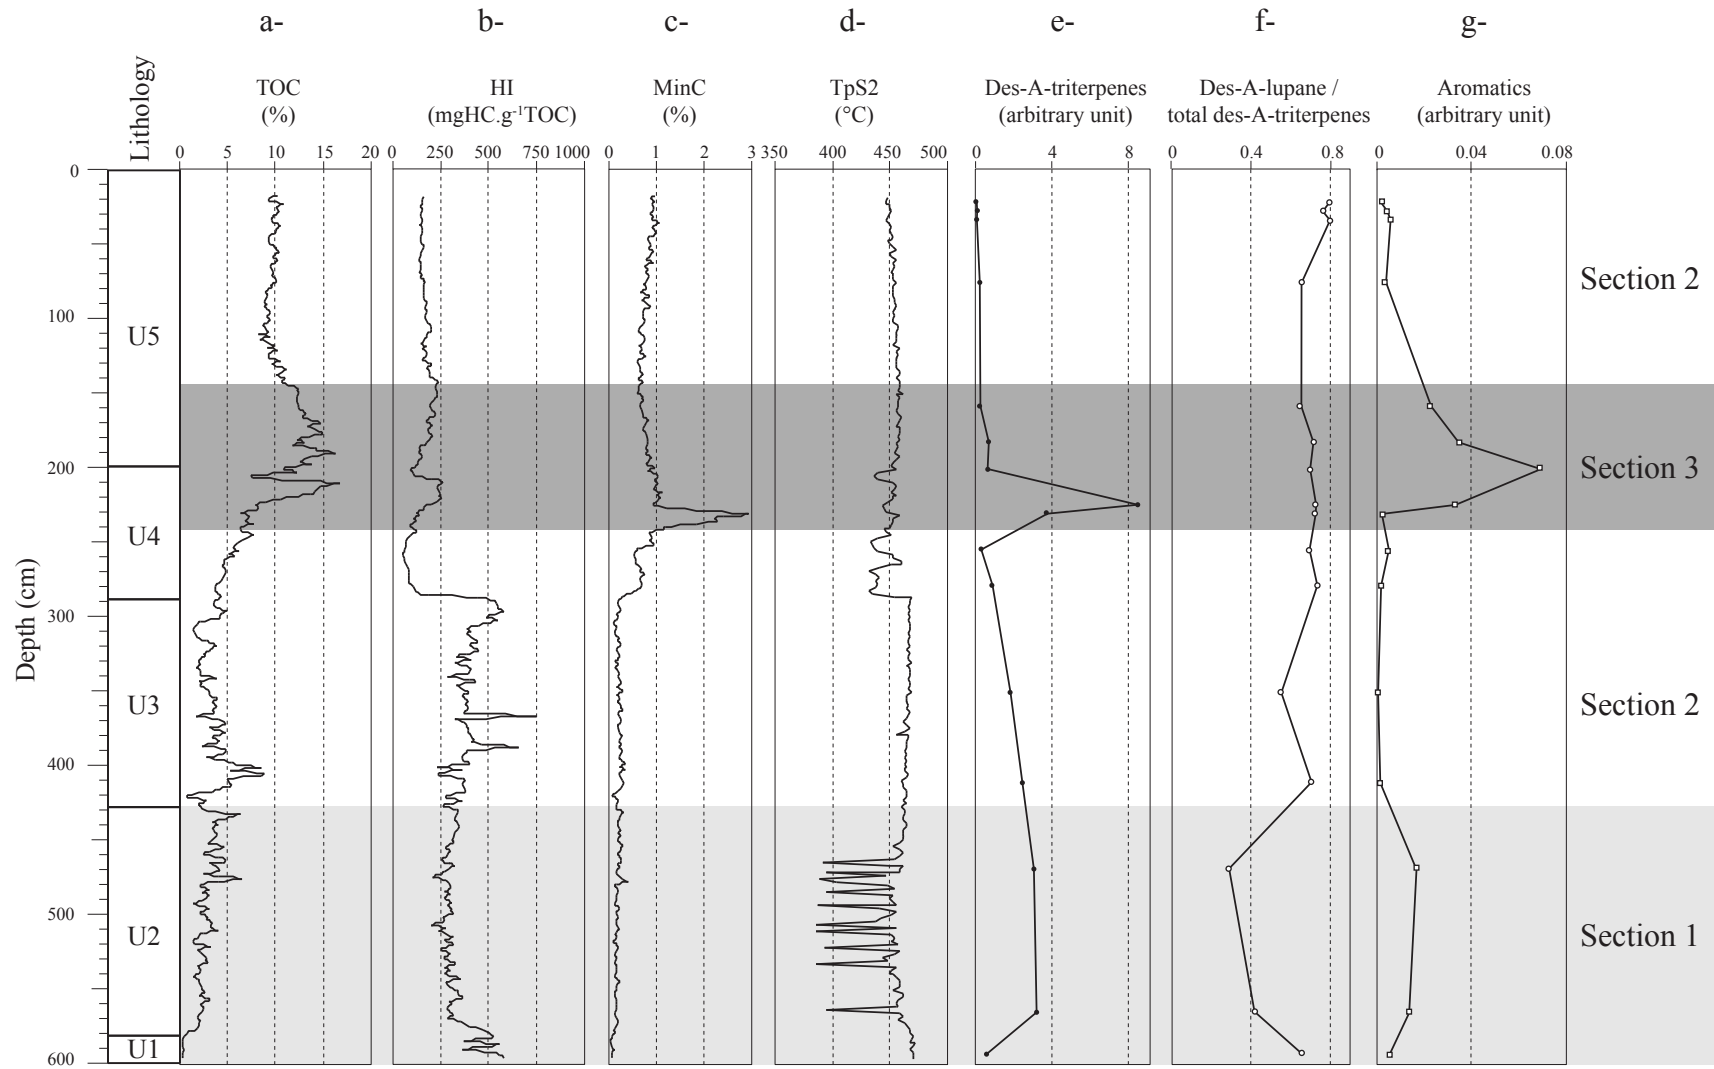 a- b- c- d- e- f- g-
Lithology
TOC
(%)
HI
(mgHC.g⁻¹TOC)
MinC
(%)
TpS2
(°C)
Des-A-triterpenes
(arbitrary unit)
Des-A-lupane /
total des-A-triterpenes
Aromatics
(arbitrary unit)
0 5 10 15 20
0 250 500 750 1000
0 1 2 3
350 400 450 500
0 4 8
0 0.4 0.8
0 0.04 0.08
Depth (cm)
0
100
200
300
400
500
600
U5
U4
U3
U2
U1
Section 2
Section 3
Section 2
Section 1